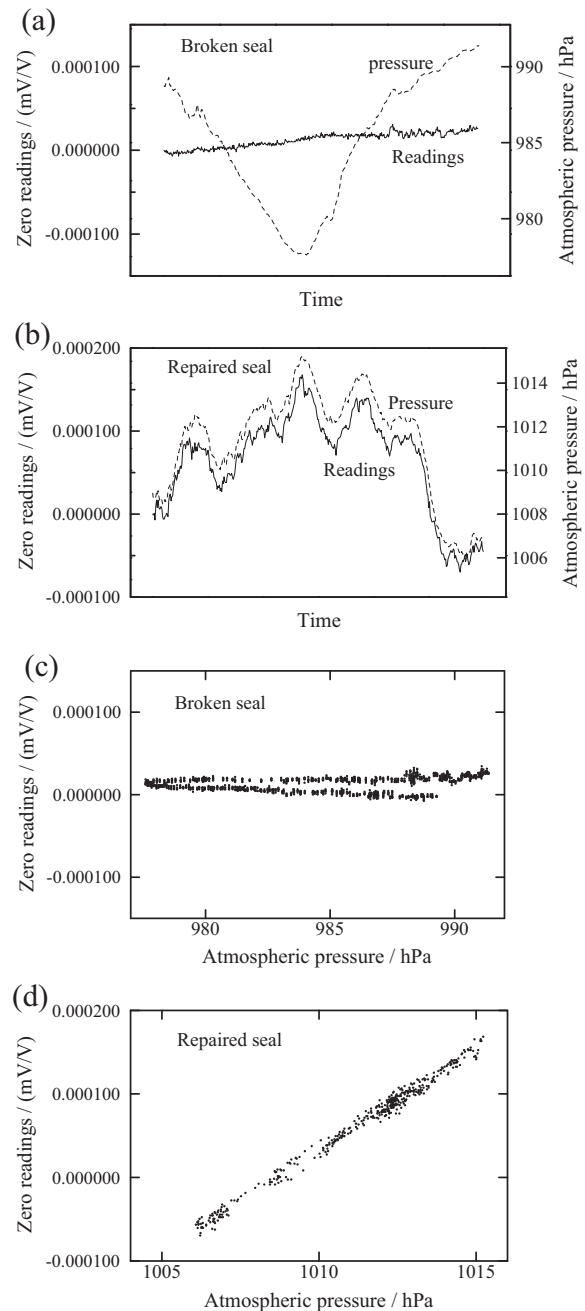 (a)
Broken seal
pressure
Readings
0.000100
0.000000
-0.000100
990
985
980
Zero readings / (mV/V)
Atmospheric pressure / hPa
Time
(b)
Repaired seal
Pressure
Readings
0.000200
0.000100
0.000000
-0.000100
1014
1012
1010
1008
1006
Zero readings / (mV/V)
Atmospheric pressure / hPa
Time
(c)
Broken seal
0.000100
0.000000
-0.000100
Zero readings / (mV/V)
980 985 990
Atmospheric pressure / hPa
(d)
Repaired seal
0.000200
0.000100
0.000000
-0.000100
Zero readings / (mV/V)
1005 1010 1015
Atmospheric pressure / hPa